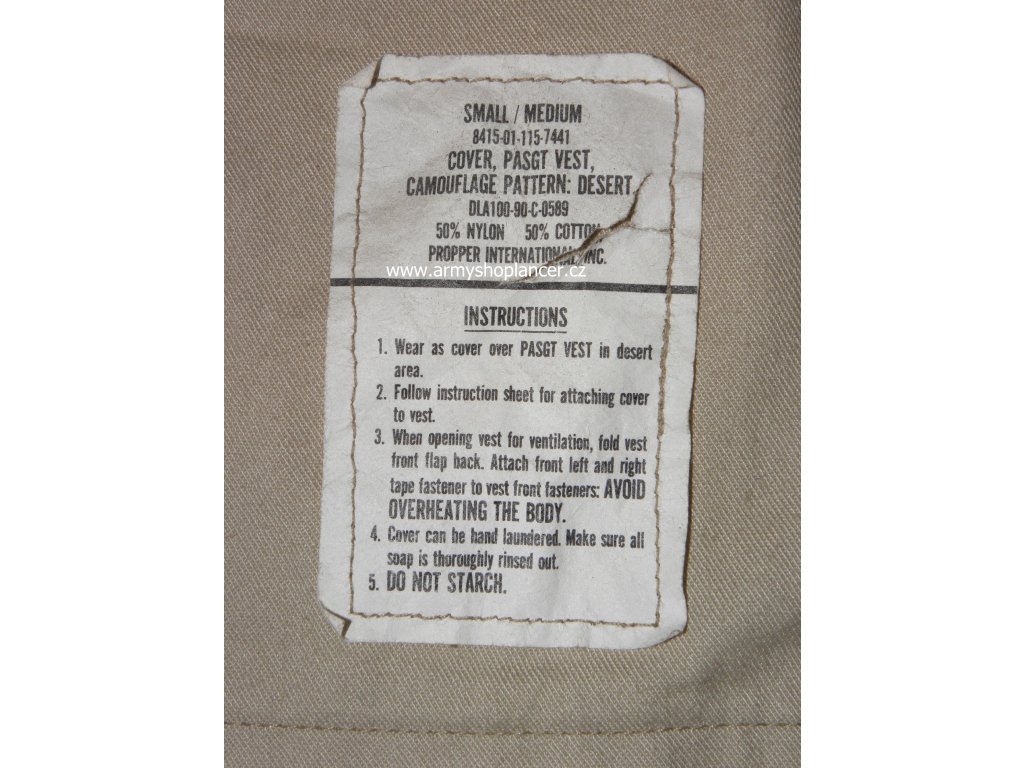 SMALL / MEDIUM
8415-01-115-7441
COVER, PASGT VEST,
CAMOUFLAGE PATTERN: DESERT
DLA100-90-C-0589
50% NYLON 50% COTTON
PROPPER INTERNATIONAL, INC.
www.armyshoplancer.cz
INSTRUCTIONS
1. Wear as cover over PASGT VEST in desert
area.
2. Follow instruction sheet for attaching cover
to vest.
3. When opening vest for ventilation, fold vest
front flap back. Attach front left and right
tape fastener to vest front fasteners: AVOID
OVERHEATING THE BODY.
4. Cover can be hand laundered. Make sure all
soap is thoroughly rinsed out.
5. DO NOT STARCH.